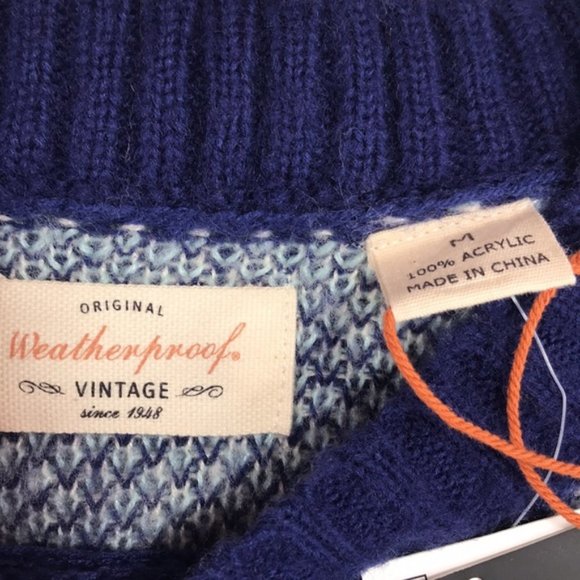 ORIGINAL
Weatherproof®
VINTAGE
since 1948
M
100% ACRYLIC
MADE IN CHINA